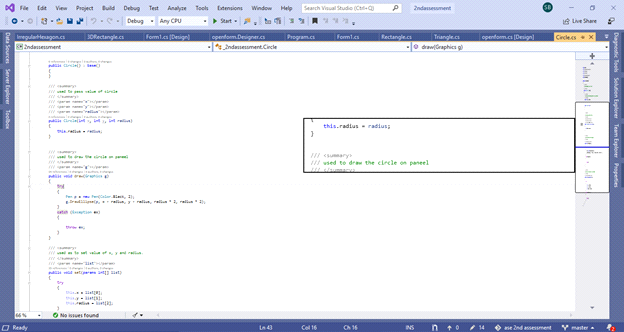 File Edit View Project Build Debug Test Analyze Tools Extensions Window Help Search Visual Studio (Ctrl+Q) 2ndassessment SB
Debug Any CPU Start Live Share
IrregularHexagon.cs 3DRectangle.cs Form1.cs [Design] openform.Designer.cs Program.cs Form1.cs Rectangle.cs Triangle.cs openform.cs [Design] Circle.cs
2ndassessment _2ndassessment.Circle draw(Graphics g)
Data Sources
Server Explorer
Toolbox
public Circle() : base()
{
}
/// <summary>
/// used to pass value of circle
/// </summary>
/// <param name="x"></param>
/// <param name="y"></param>
/// <param name="radius"></param>
public Circle(int x, int y, int radius)
{
this.radius = radius;
}
/// <summary>
/// used to draw the circle on paneel
/// </summary>
/// <param name="g"></param>
public void draw(Graphics g)
{
try
{
Pen p = new Pen(Color.Black, 2);
g.DrawEllipse(p, x - radius, y - radius, radius * 2, radius * 2);
}
catch (Exception ex)
{
throw ex;
}
}
/// <summary>
/// used as to set value of x, y and radius.
/// </summary>
/// <param name="list"></param>
public void set(params int[] list)
{
try
{
this.x = list[0];
this.y = list[1];
this.radius = list[2];
{
this.radius = radius;
}
/// <summary>
/// used to draw the circle on paneel
/// </summary>
Diagnostic Tools
Solution Explorer
Team Explorer
Properties
66 % No issues found
Ready Ln 43 Col 16 Ch 16 INS 0 14 ase 2nd assessment master 2